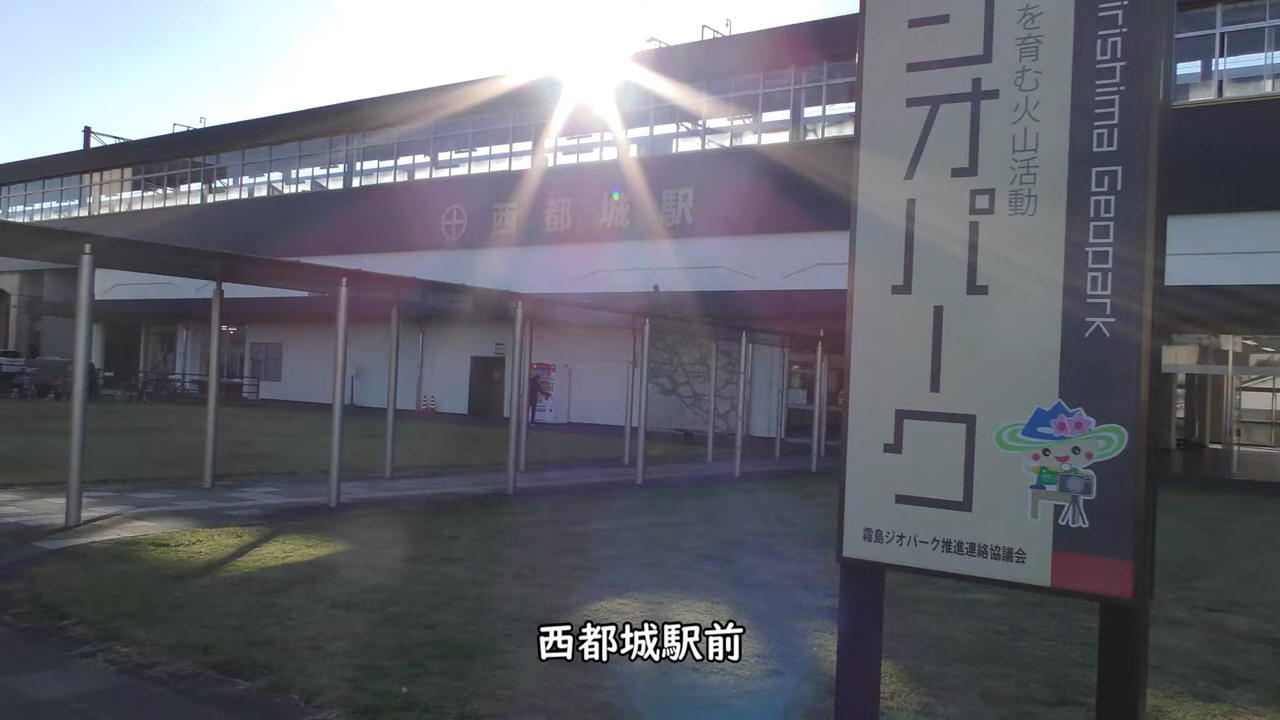 西都城駅
を育む火山活動
irishima Geopark
ジオパーク
霧島ジオパーク推進連絡協議会
西都城駅前